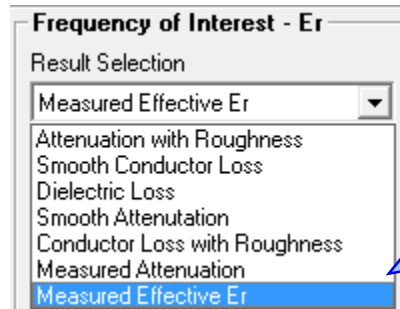 Frequency of Interest - Er
Result Selection
Measured Effective Er
Attenuation with Roughness
Smooth Conductor Loss
Dielectric Loss
Smooth Attenutation
Conductor Loss with Roughness
Measured Attenuation
Measured Effective Er